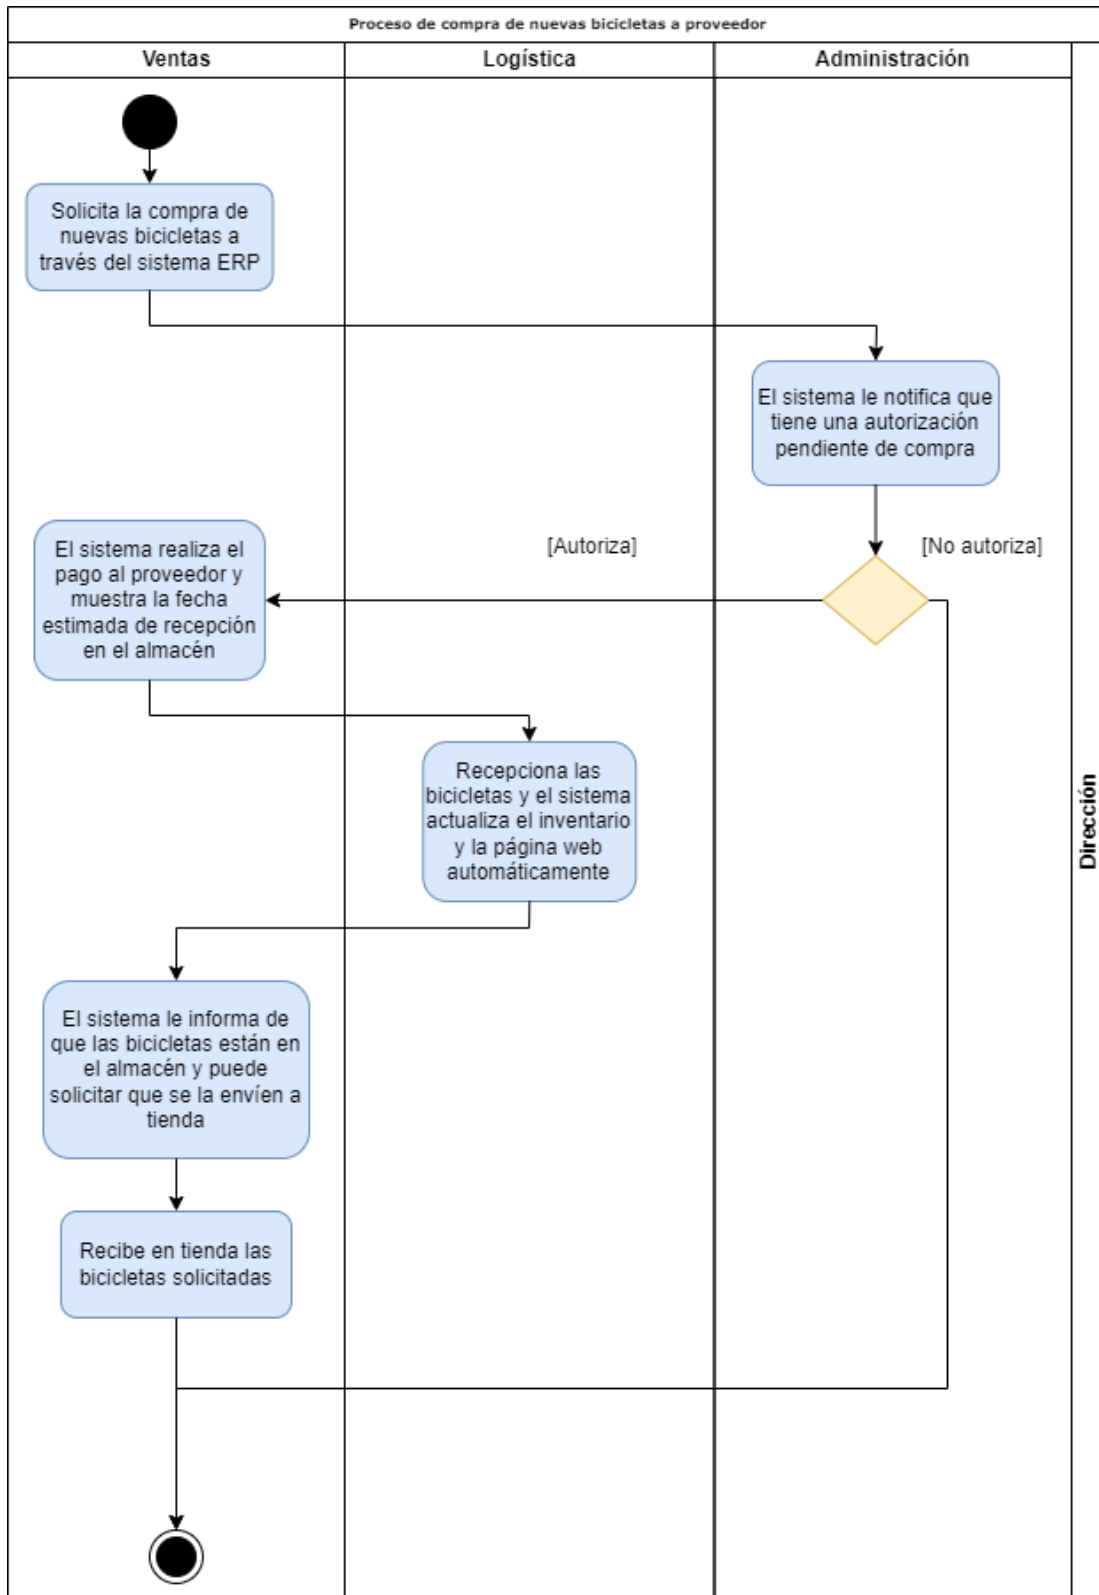 Proceso de compra de nuevas bicicletas a proveedor
Ventas
Logística
Administración
Dirección
Solicita la compra de
nuevas bicicletas a
través del sistema ERP
El sistema le notifica que
tiene una autorización
pendiente de compra
[Autoriza]
[No autoriza]
El sistema realiza el
pago al proveedor y
muestra la fecha
estimada de recepción
en el almacén
Recepciona las
bicicletas y el sistema
actualiza el inventario
y la página web
automáticamente
El sistema le informa de
que las bicicletas están en
el almacén y puede
solicitar que se la envíen a
tienda
Recibe en tienda las
bicicletas solicitadas